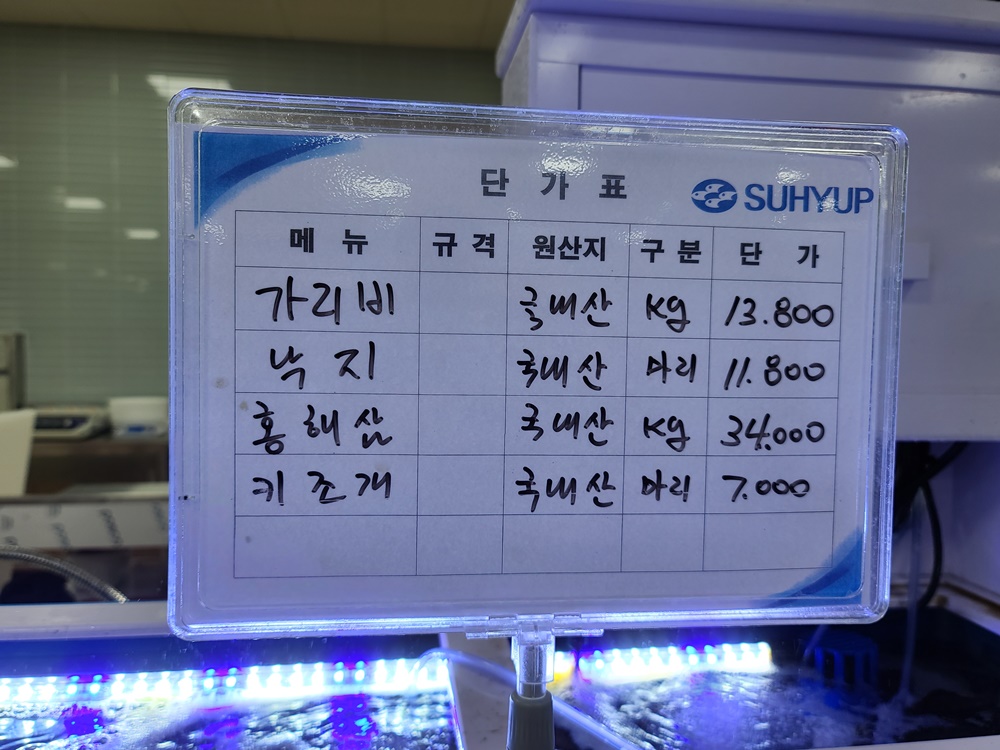 단 가 표
SUHYUP
메 뉴 규 격 원산지 구 분 단 가
가리비 국내산 kg 13.800
낙 지 국내산 마리 11.800
홍 해 삼 국내산 kg 34.000
키 조 개 국내산 마리 7.000